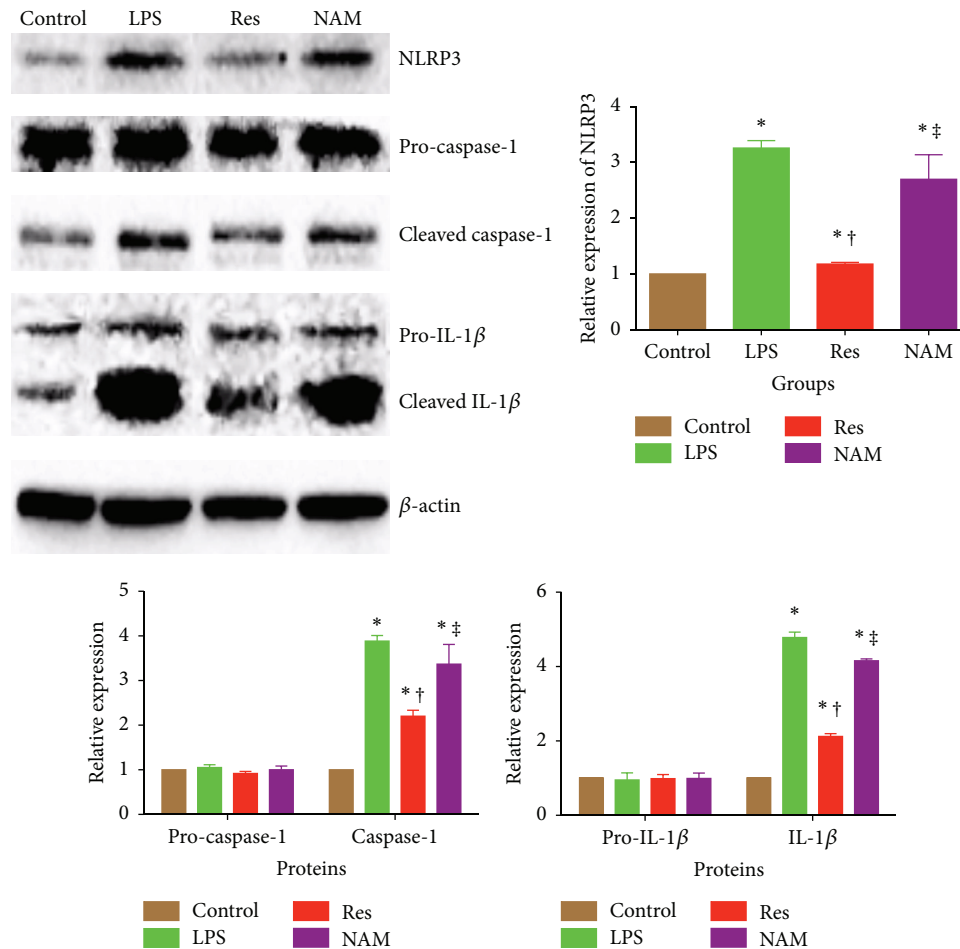 Control LPS Res NAM
NLRP3
Pro-caspase-1
Cleaved caspase-1
Pro-IL-1β
Cleaved IL-1β
β-actin
Relative expression of NLRP3
4
3
2
1
0
*
* †
* ‡
Control LPS Res NAM
Groups
Control Res
LPS NAM
Relative expression
5
4
3
2
1
0
*
* †
* ‡
Pro-caspase-1 Caspase-1
Proteins
Control Res
LPS NAM
Relative expression
6
4
2
0
*
* †
* ‡
Pro-IL-1β IL-1β
Proteins
Control Res
LPS NAM